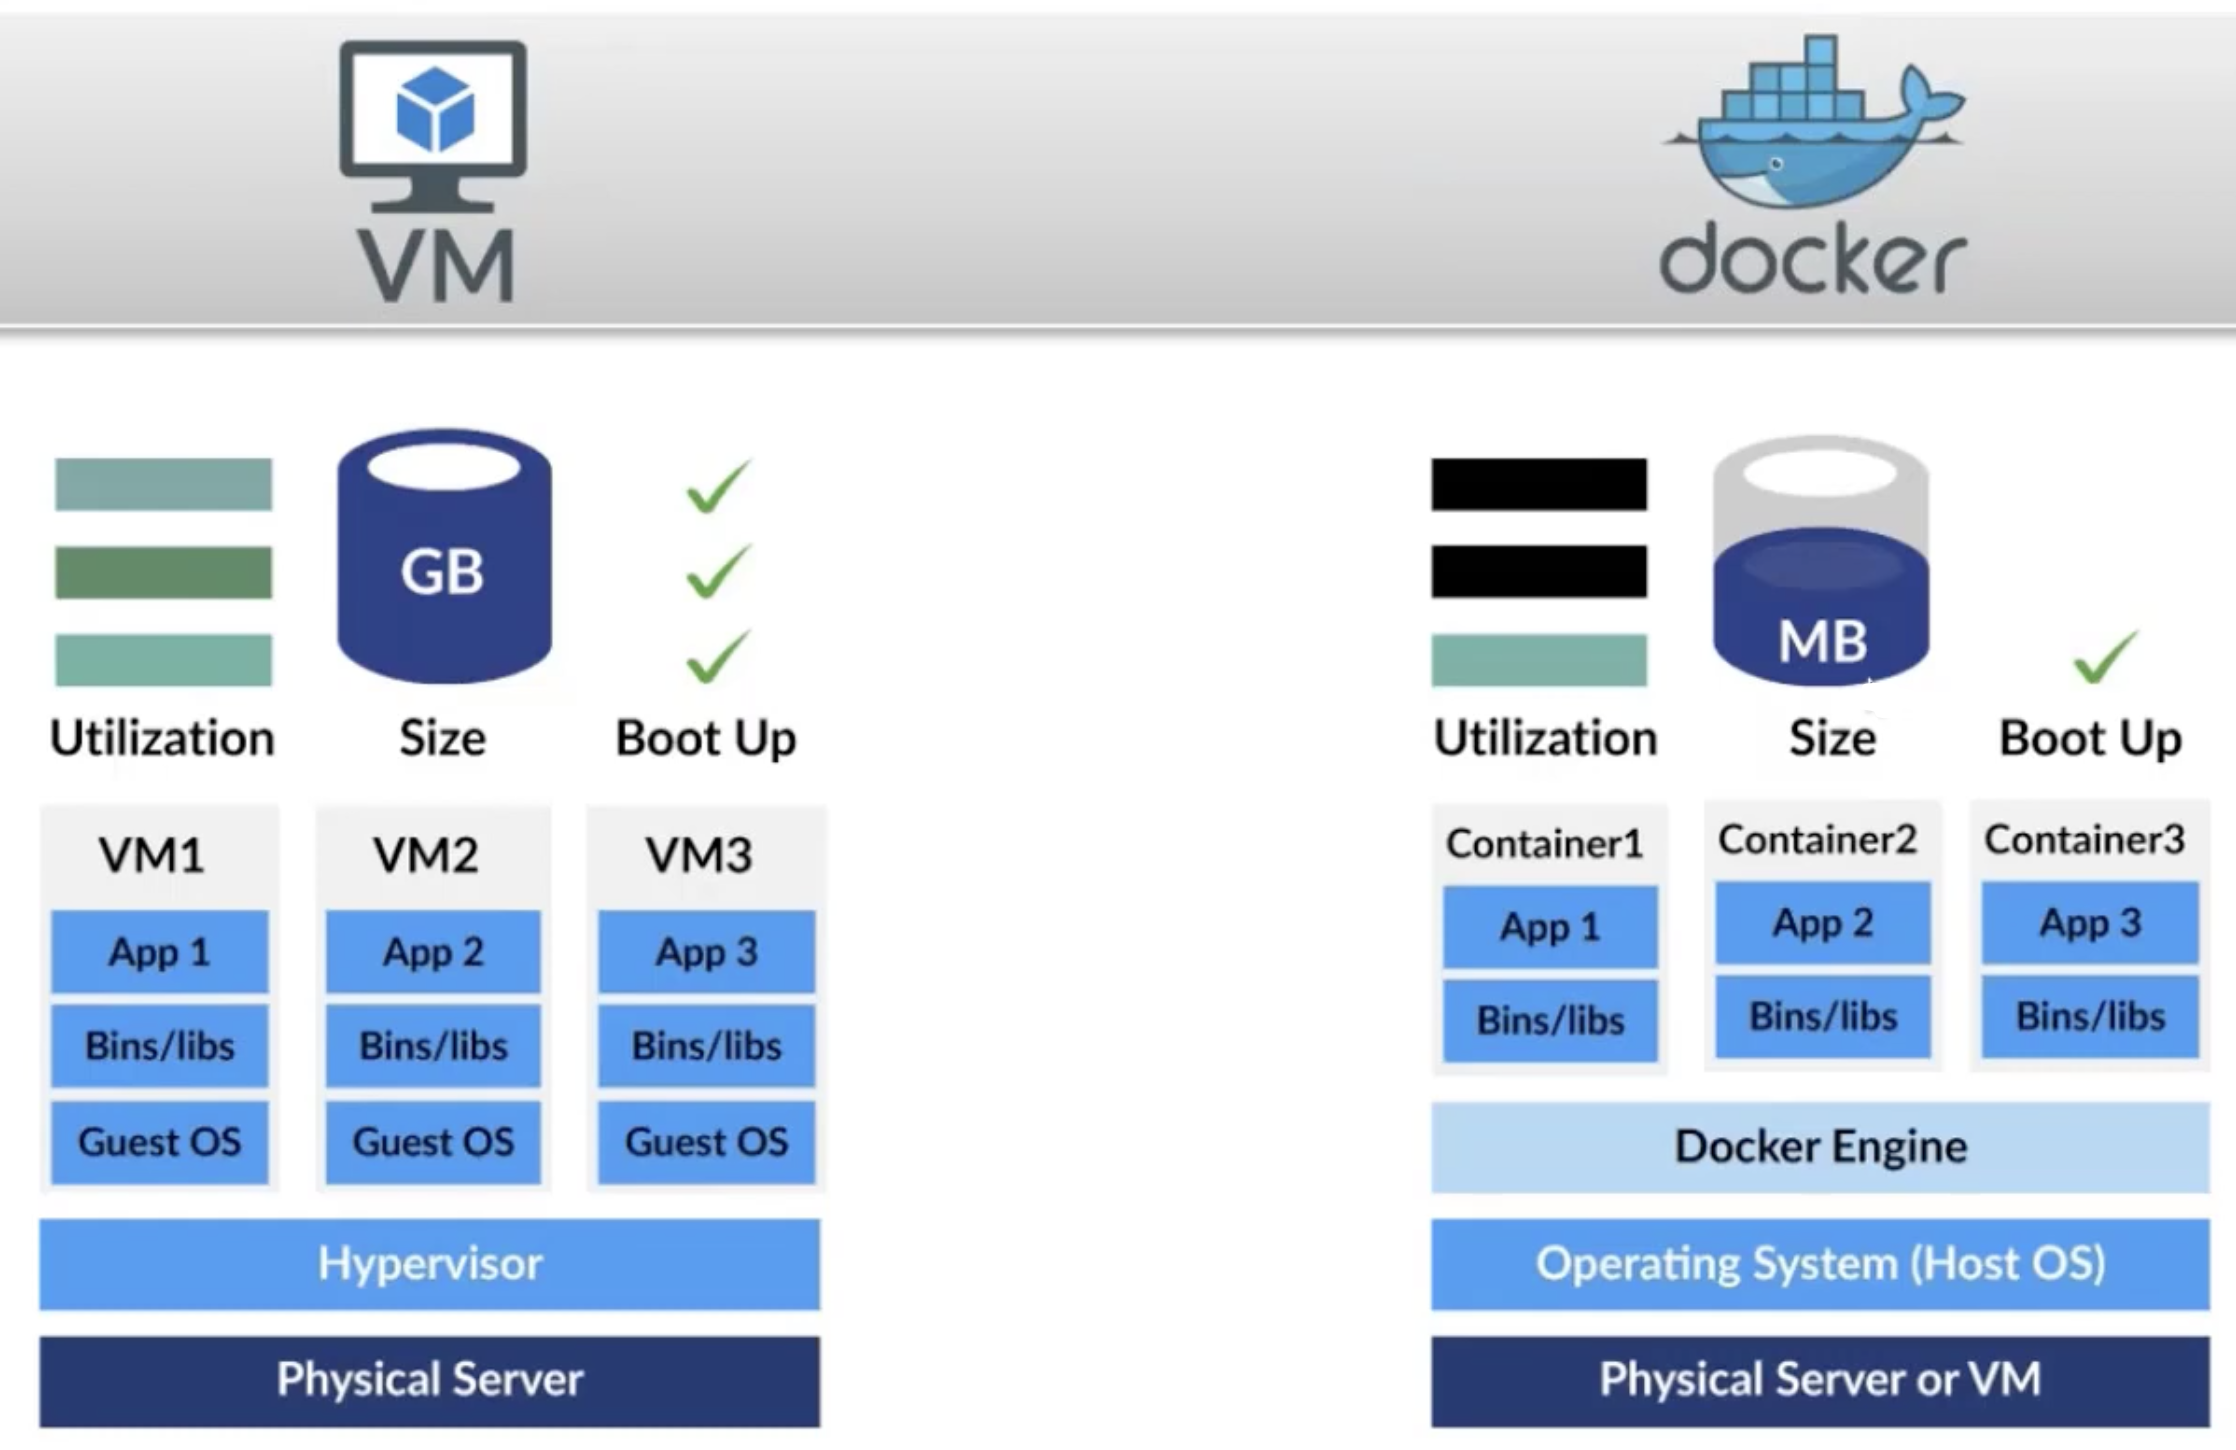 VM
docker
GB
Utilization
Size
Boot Up
VM1
VM2
VM3
App 1
App 2
App 3
Bins/libs
Bins/libs
Bins/libs
Guest OS
Guest OS
Guest OS
Hypervisor
Physical Server
MB
Utilization
Size
Boot Up
Container1
Container2
Container3
App 1
App 2
App 3
Bins/libs
Bins/libs
Bins/libs
Docker Engine
Operating System (Host OS)
Physical Server or VM